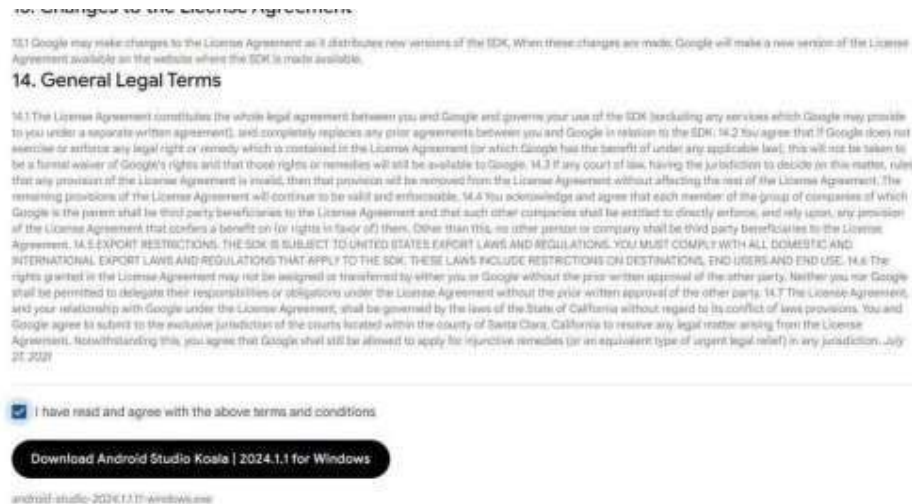 13. Changes to the License Agreement
13.1 Google may make changes to the License Agreement as it distributes new versions of the SDK. When these changes are made, Google will make a new version of the License
Agreement available on the website where the SDK is made available.
14. General Legal Terms
14.1 The License Agreement constitutes the whole legal agreement between you and Google and governs your use of the SDK (excluding any services which Google may provide
to you under a separate written agreement), and completely replaces any prior agreements between you and Google in relation to the SDK. 14.2 You agree that if Google does not
exercise or enforce any legal right or remedy which is contained in the License Agreement (or which Google has the benefit of under any applicable law), this will not be taken to
be a formal waiver of Google's rights and that those rights or remedies will still be available to Google. 14.3 If any court of law, having the jurisdiction to decide on this matter, rules
that any provision of the License Agreement is invalid, then that provision will be removed from the License Agreement without affecting the rest of the License Agreement. The
remaining provisions of the License Agreement will continue to be valid and enforceable. 14.4 You acknowledge and agree that each member of the group of companies of which
Google is the parent shall be third party beneficiaries to the License Agreement and that such other companies shall be entitled to directly enforce, and rely upon, any provision
of the License Agreement that confers a benefit on (or rights in favor of) them. Other than this, no other person or company shall be third party beneficiaries to the License
Agreement. 14.5 EXPORT RESTRICTIONS. THE SDK IS SUBJECT TO UNITED STATES EXPORT LAWS AND REGULATIONS. YOU MUST COMPLY WITH ALL DOMESTIC AND
INTERNATIONAL EXPORT LAWS AND REGULATIONS THAT APPLY TO THE SDK. THESE LAWS INCLUDE RESTRICTIONS ON DESTINATIONS, END USERS AND END USE. 14.6 The
rights granted in the License Agreement may not be assigned or transferred by either you or Google without the prior written approval of the other party. Neither you nor Google
shall be permitted to delegate their responsibilities or obligations under the License Agreement without the prior written approval of the other party. 14.7 The License Agreement,
and your relationship with Google under the License Agreement, shall be governed by the laws of the State of California without regard to its conflict of laws provisions. You and
Google agree to submit to the exclusive jurisdiction of the courts located within the county of Santa Clara, California to resolve any legal matter arising from the License
Agreement. Notwithstanding this, you agree that Google shall still be allowed to apply for injunctive remedies (or an equivalent type of urgent legal relief) in any jurisdiction. July
27, 2021
I have read and agree with the above terms and conditions
Download Android Studio Koala | 2024.1.1 for Windows
android-studio-2024.1.1.11-windows.exe